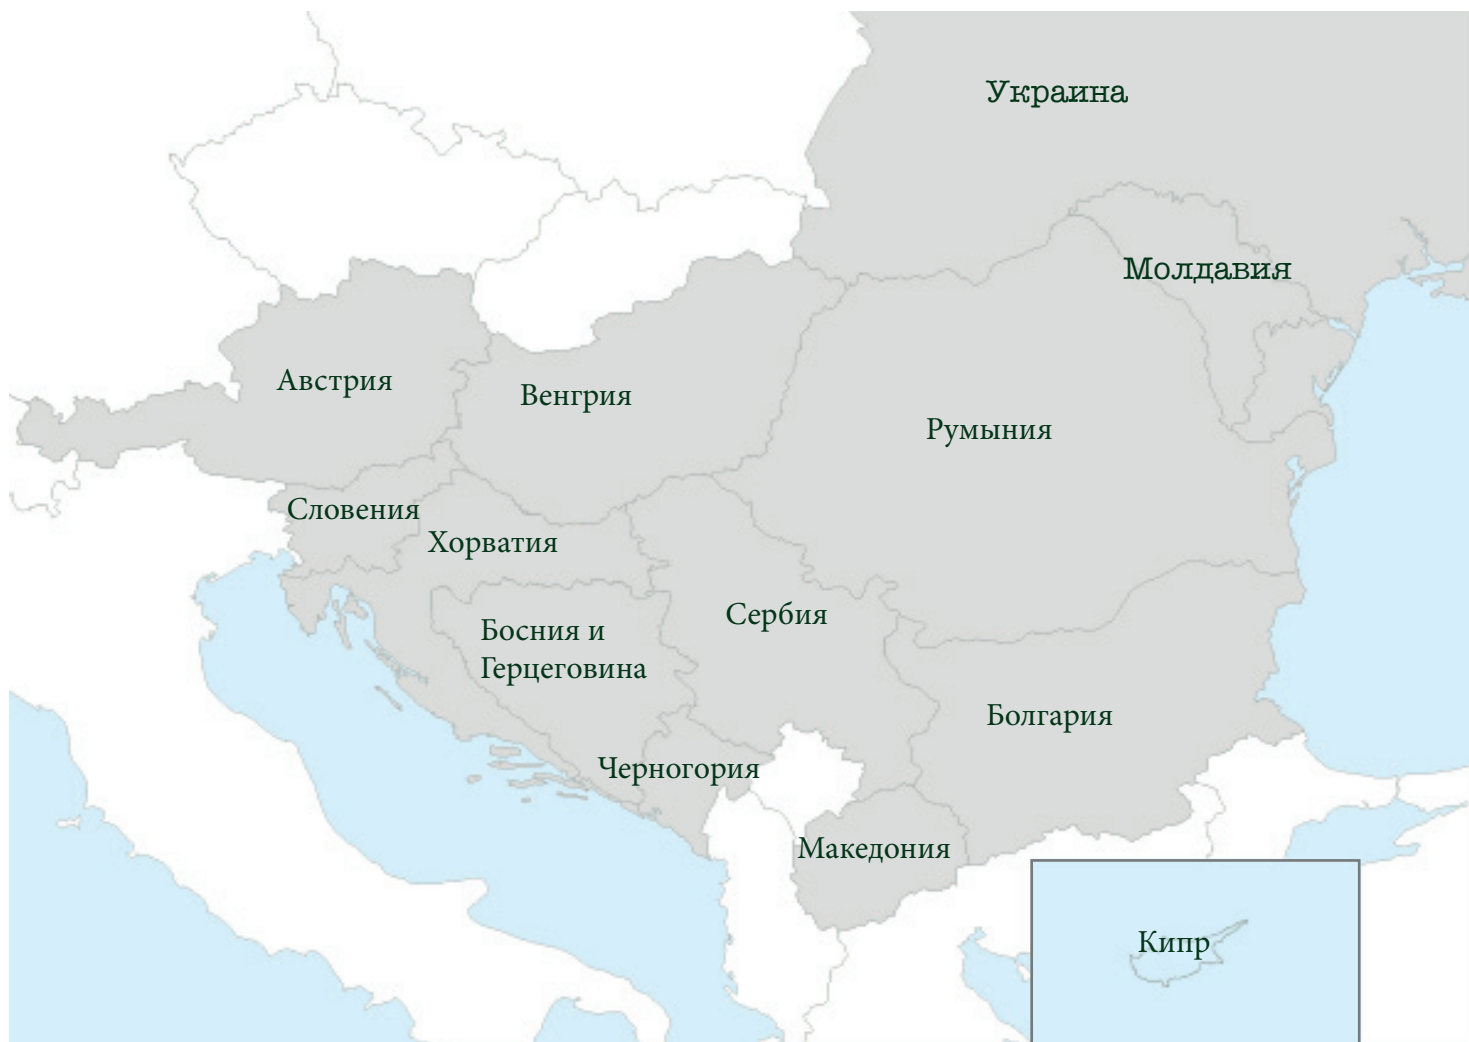 Украина
Молдавия
Австрия
Венгрия
Румыния
Словения
Хорватия
Сербия
Босния и
Герцеговина
Болгария
Черногория
Македония
Кипр